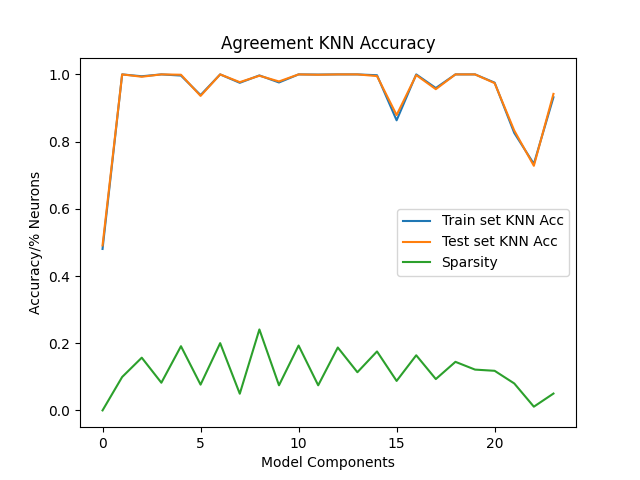 Agreement KNN Accuracy
Accuracy/% Neurons
1.0
0.8
0.6
0.4
0.2
0.0
Train set KNN Acc
Test set KNN Acc
Sparsity
0
5
10
15
20
Model Components